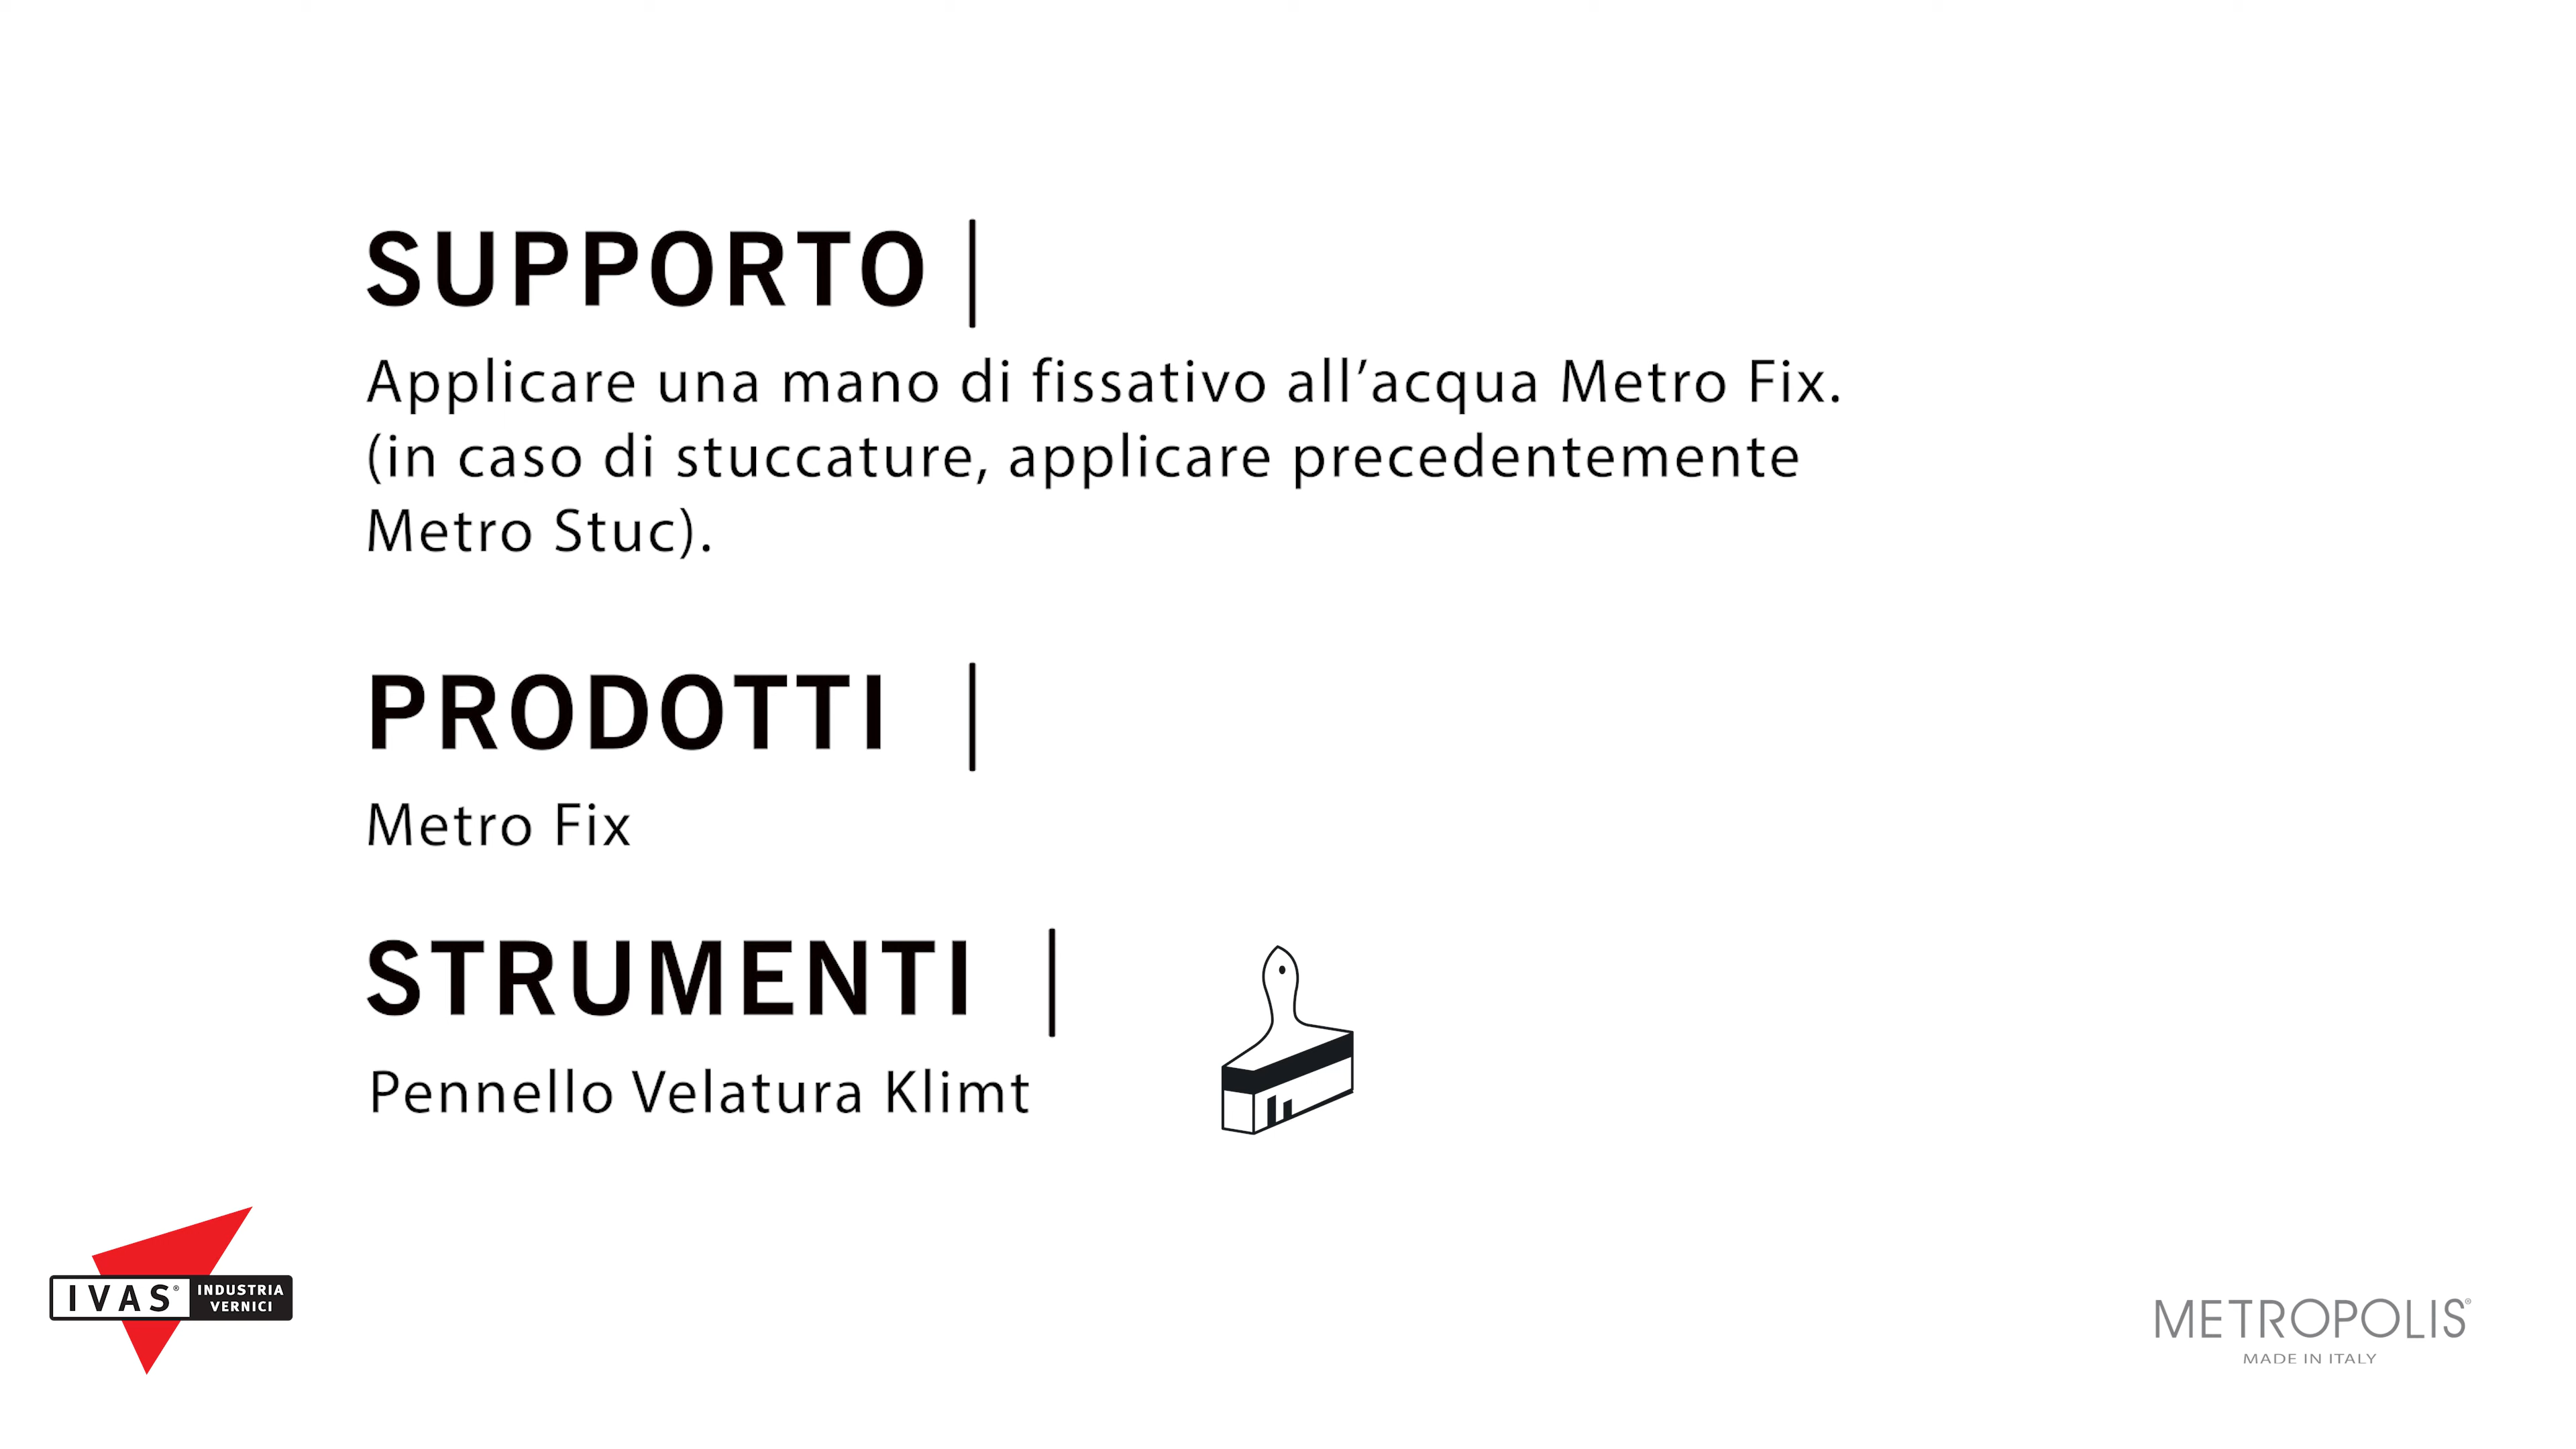 SUPPORTO |
Applicare una mano di fissativo all’acqua Metro Fix.
(in caso di stuccature, applicare precedentemente
Metro Stuc).
PRODOTTI |
Metro Fix
STRUMENTI |
Pennello Velatura Klimt
IVAS® INDUSTRIA
VERNICI
METROPOLIS®
MADE IN ITALY